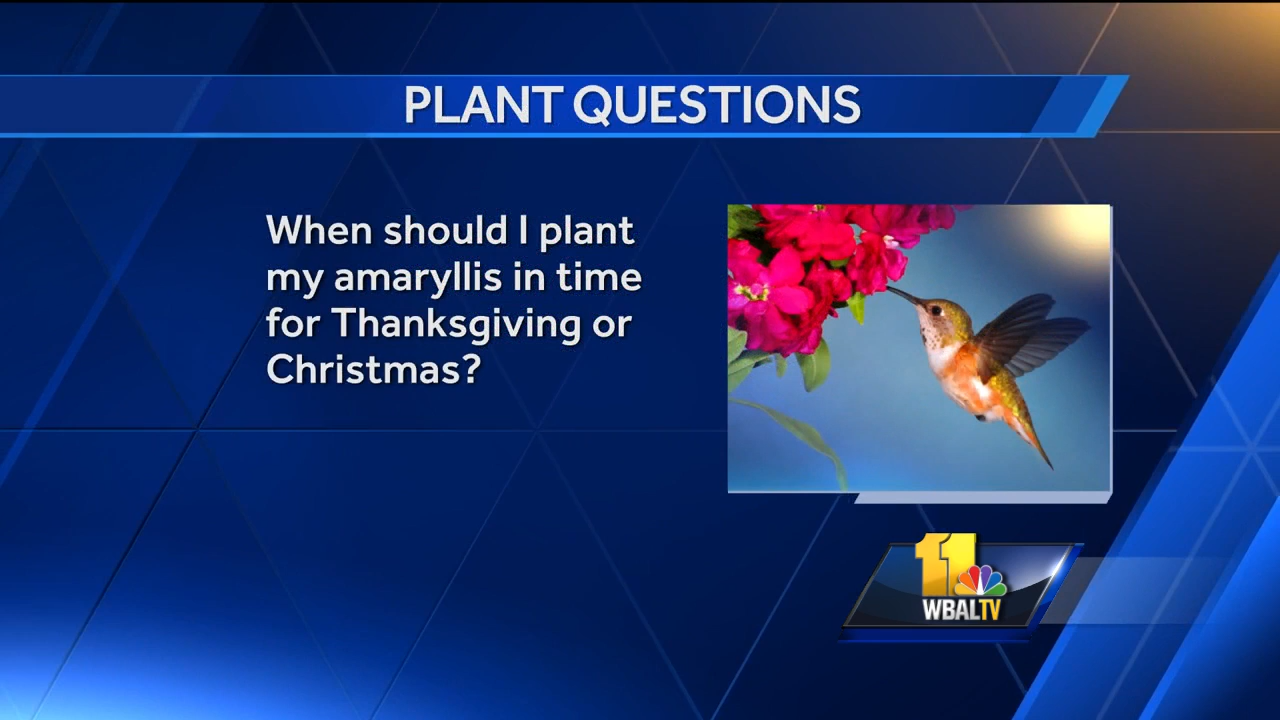 PLANT QUESTIONS
When should I plant
my amaryllis in time
for Thanksgiving or
Christmas?
11
WBALTV